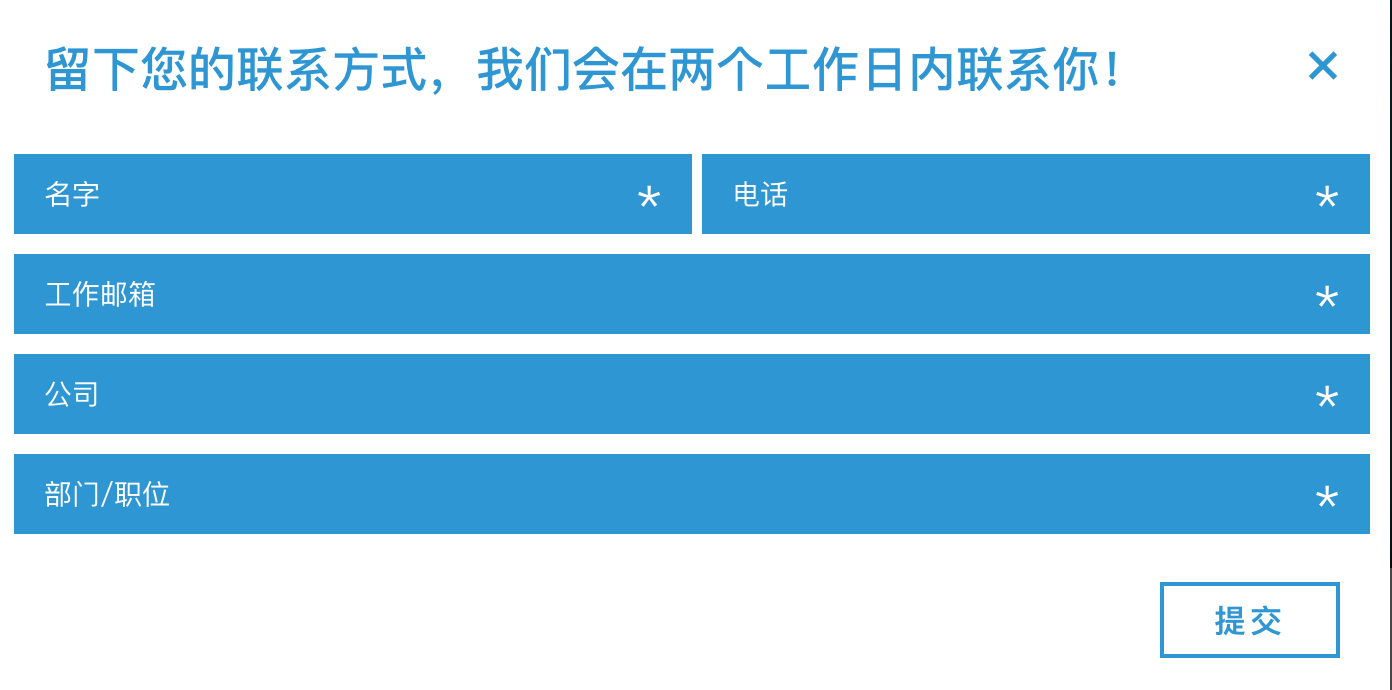 留下您的联系方式，我们会在两个工作日内联系你！
名字 *
电话 *
工作邮箱 *
公司 *
部门/职位 *
提交